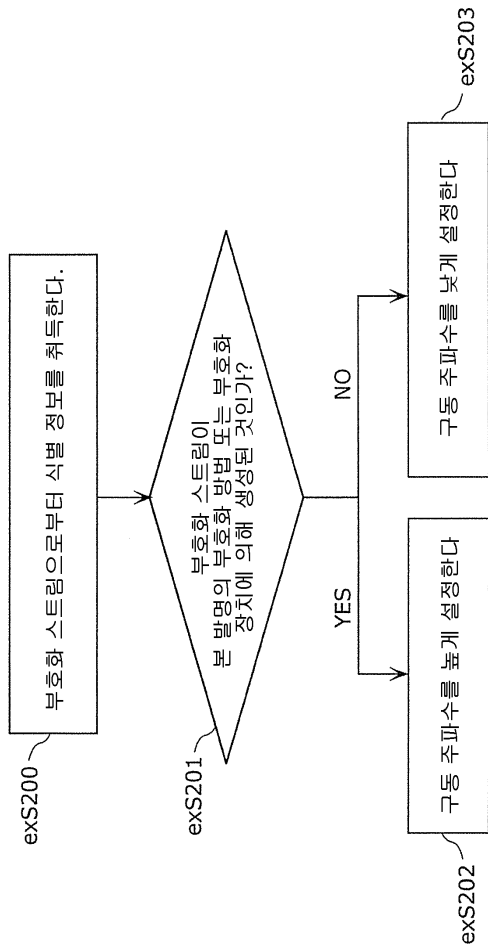 exS200
부호화 스트림으로부터 식별 정보를 취득한다.
exS201
부호화 스트림이
본 발명의 부호화 방법 또는 부호화
장치에 의해 생성된 것인가?
YES
NO
exS202
구동 주파수를 높게 설정한다
exS203
구동 주파수를 낮게 설정한다